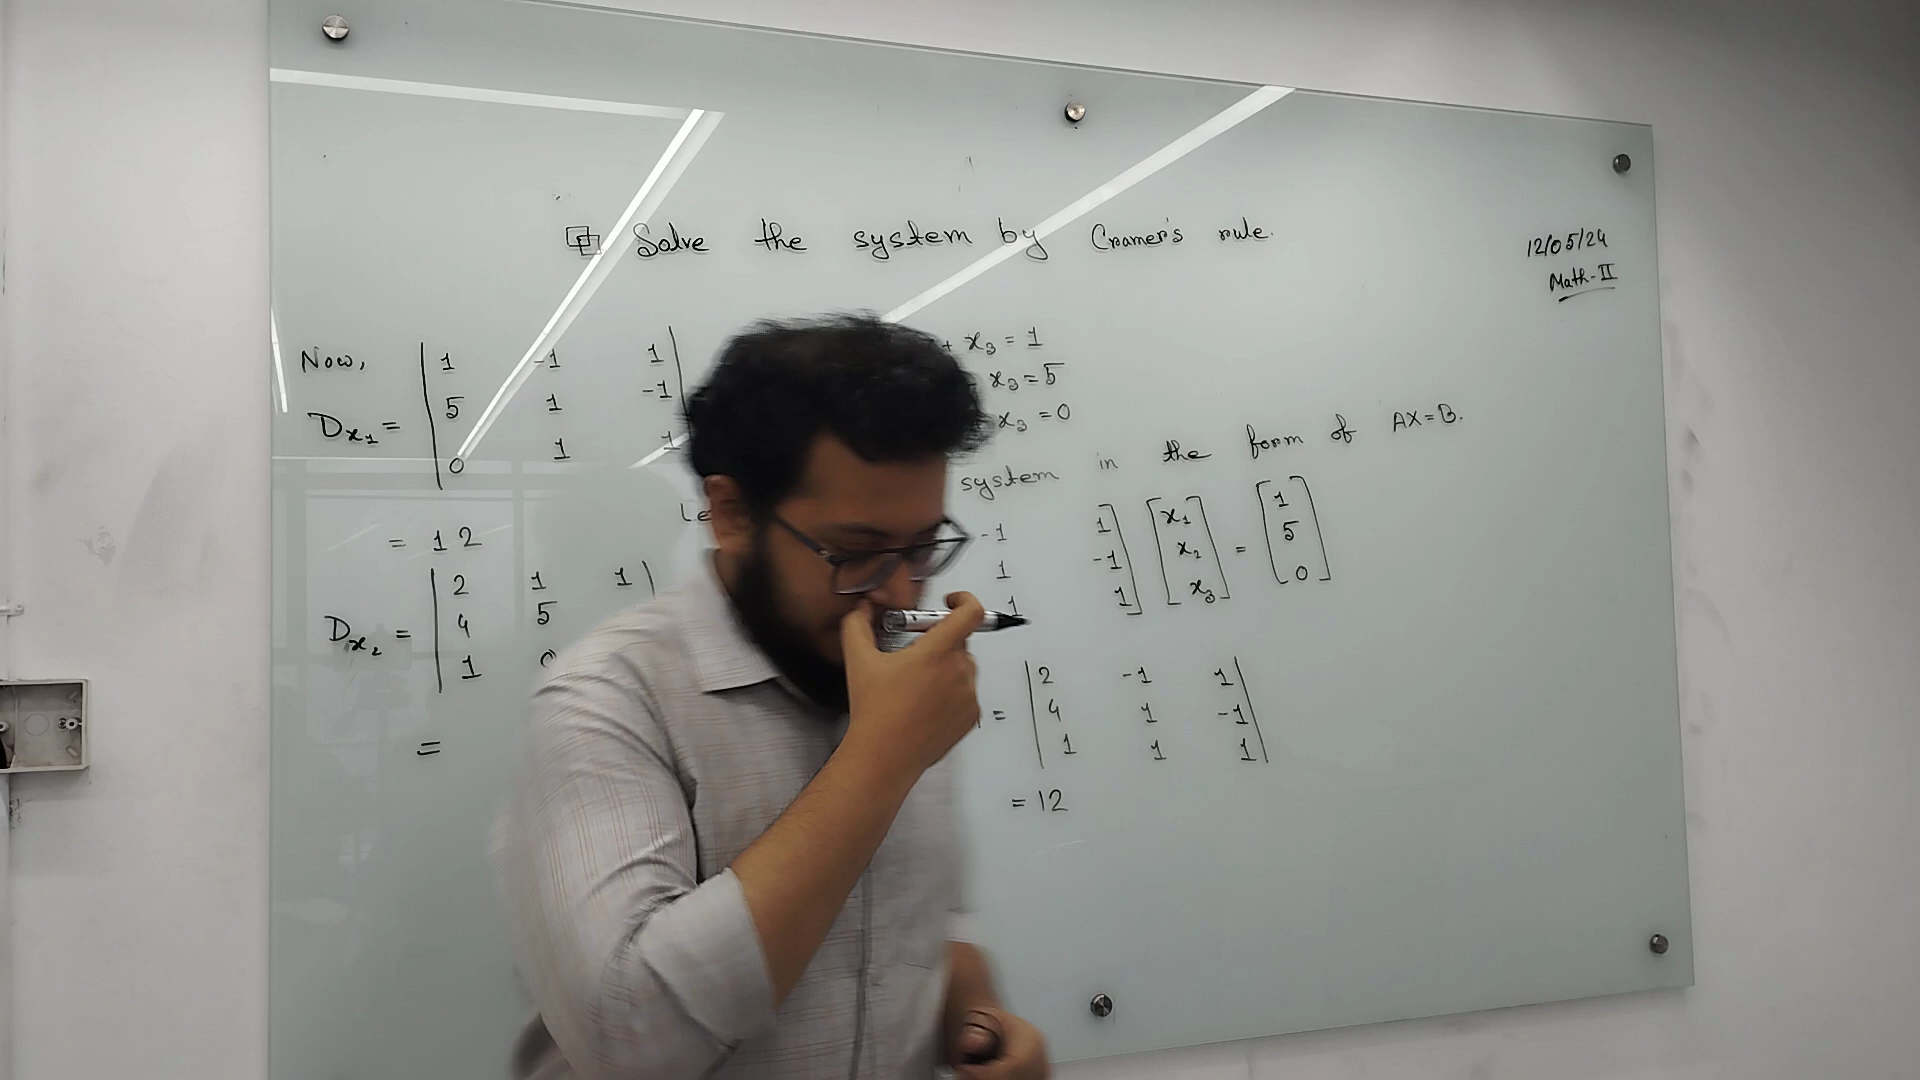 Solve the system by Cramer's rule.
12/05/24
Math-II
+ x₃ = 1
x₃ = 5
x₃ = 0
system in the form of AX=B.
-1 1] [x₁ = [1
1 -1 x₂ 5
1 1] x₃] 0]
= |2 -1 1|
4 1 -1
1 1 1|
= 12
Now,
Dx₁ = |1 -1 1|
5 1 -1
0 1 1
= 12
Dx₂ = |2 1 1|
4 5
1 0
=